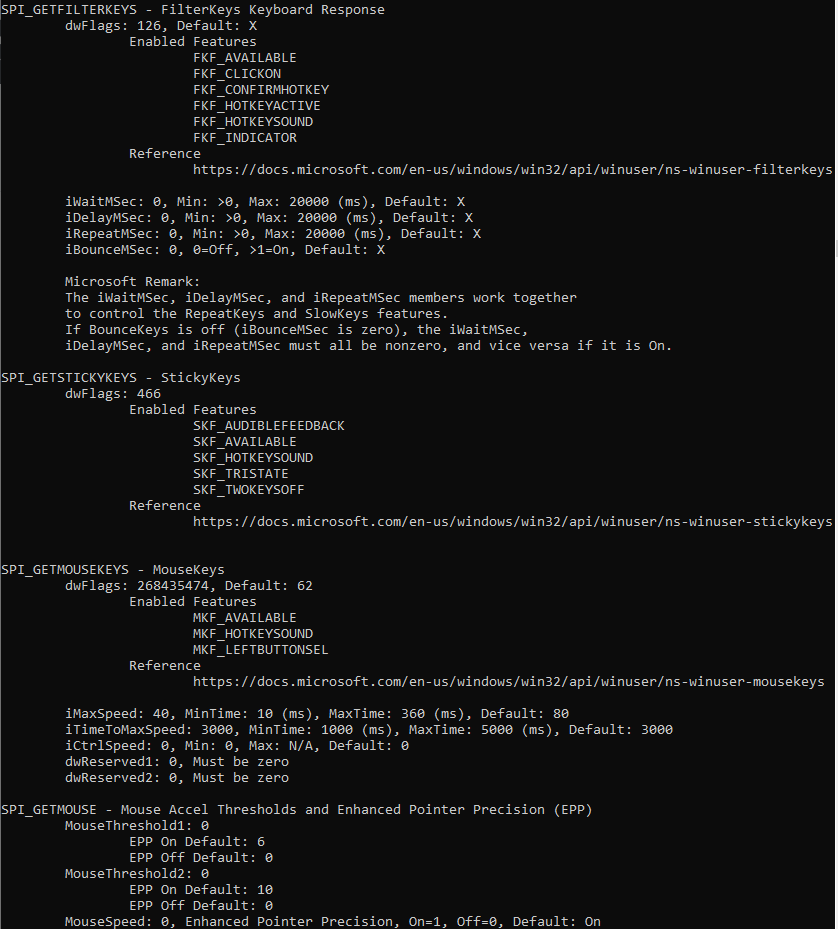 SPI_GETFILTERKEYS - FilterKeys Keyboard Response
dwFlags: 126, Default: X
Enabled Features
FKF_AVAILABLE
FKF_CLICKON
FKF_CONFIRMHOTKEY
FKF_HOTKEYACTIVE
FKF_HOTKEYSOUND
FKF_INDICATOR
Reference
https://docs.microsoft.com/en-us/windows/win32/api/winuser/ns-winuser-filterkeys
iWaitMSec: 0, Min: >0, Max: 20000 (ms), Default: X
iDelayMSec: 0, Min: >0, Max: 20000 (ms), Default: X
iRepeatMSec: 0, Min: >0, Max: 20000 (ms), Default: X
iBounceMSec: 0, 0=Off, >1=On, Default: X
Microsoft Remark:
The iWaitMSec, iDelayMSec, and iRepeatMSec members work together
to control the RepeatKeys and SlowKeys features.
If BounceKeys is off (iBounceMSec is zero), the iWaitMSec,
iDelayMSec, and iRepeatMSec must all be nonzero, and vice versa if it is On.
SPI_GETSTICKYKEYS - StickyKeys
dwFlags: 466
Enabled Features
SKF_AUDIBLEFEEDBACK
SKF_AVAILABLE
SKF_HOTKEYSOUND
SKF_TRISTATE
SKF_TWOKEYSOFF
Reference
https://docs.microsoft.com/en-us/windows/win32/api/winuser/ns-winuser-stickykeys
SPI_GETMOUSEKEYS - MouseKeys
dwFlags: 268435474, Default: 62
Enabled Features
MKF_AVAILABLE
MKF_HOTKEYSOUND
MKF_LEFTBUTTONSEL
Reference
https://docs.microsoft.com/en-us/windows/win32/api/winuser/ns-winuser-mousekeys
iMaxSpeed: 40, MinTime: 10 (ms), MaxTime: 360 (ms), Default: 80
iTimeToMaxSpeed: 3000, MinTime: 1000 (ms), MaxTime: 5000 (ms), Default: 3000
iCtrlSpeed: 0, Min: 0, Max: N/A, Default: 0
dwReserved1: 0, Must be zero
dwReserved2: 0, Must be zero
SPI_GETMOUSE - Mouse Accel Thresholds and Enhanced Pointer Precision (EPP)
MouseThreshold1: 0
EPP On Default: 6
EPP Off Default: 0
MouseThreshold2: 0
EPP On Default: 10
EPP Off Default: 0
MouseSpeed: 0, Enhanced Pointer Precision, On=1, Off=0, Default: On